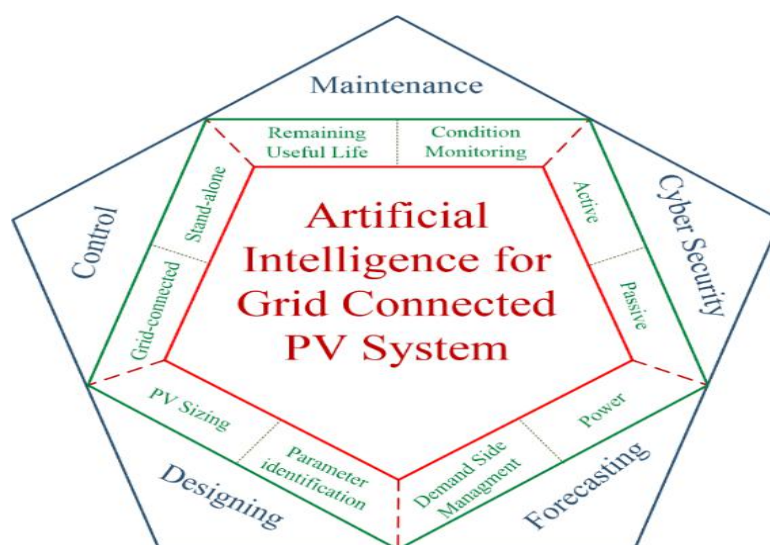 Maintenance
Remaining
Useful Life
Condition
Monitoring
Control
Stand-alone
Grid-connected
Active
Passive
Cyber Security
Artificial
Intelligence for
Grid Connected
PV System
PV Sizing
Parameter
identification
Designing
Power
Demand Side
Managment
Forecasting